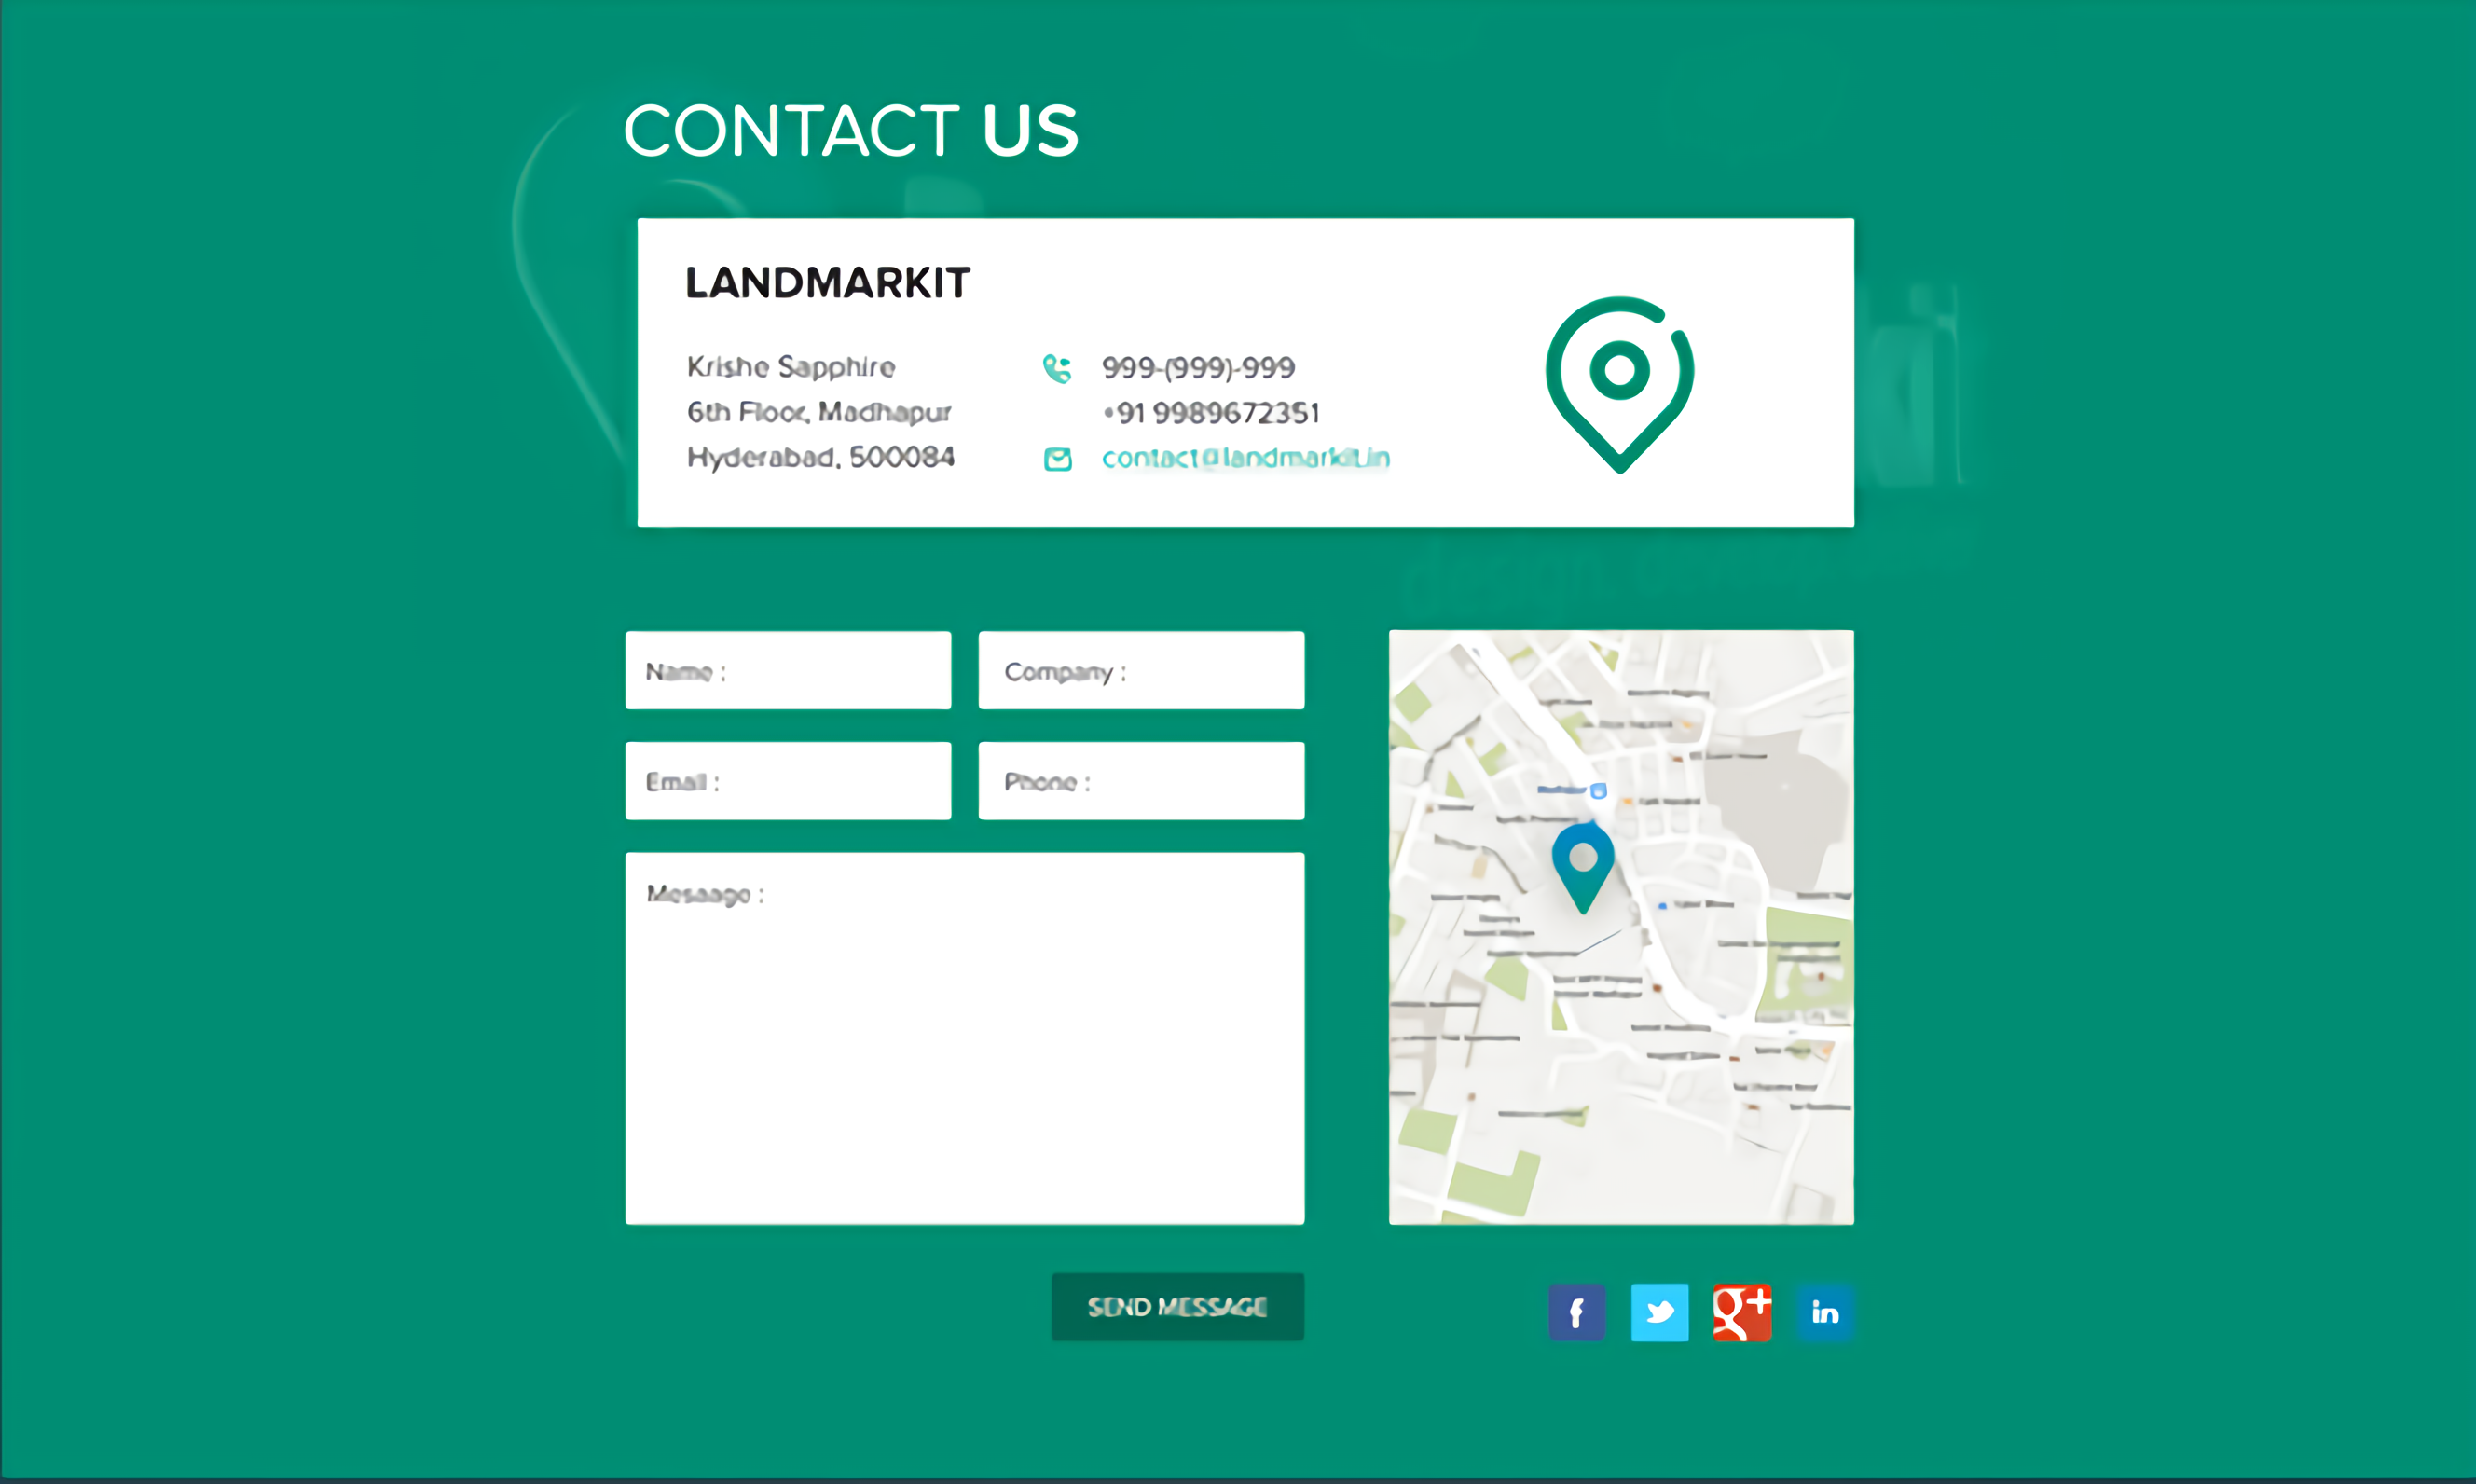 CONTACT US
LANDMARKIT
Krishe Sapphire
6th Floor, Madhapur
Hyderabad, 500084
999-(999)-999
+91 9989672351
contact@landmarkit.in
Name :
Company :
Email :
Phone :
Message :
SEND MESSAGE
f
g+
in
design